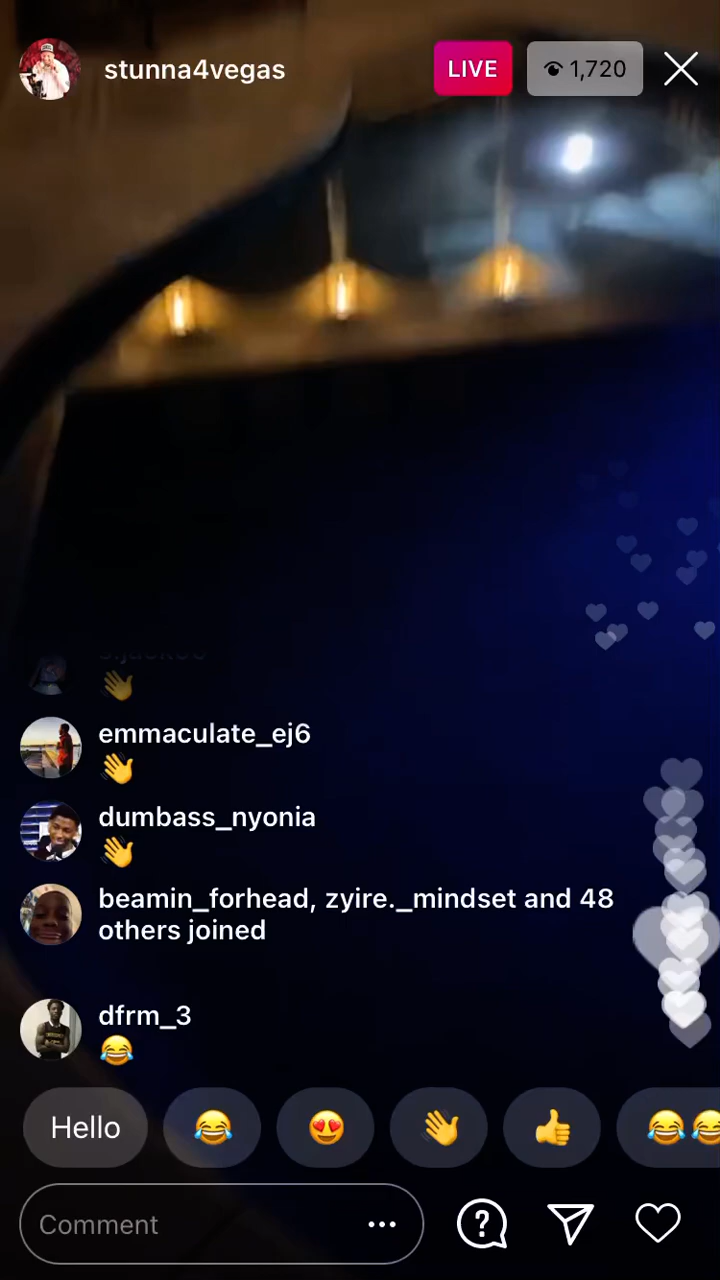 stunna4vegas
LIVE
1,720
👋
emmaculate_ej6
👋
dumbass_nyonia
👋
beamin_forhead, zyire._mindset and 48
others joined
dfrm_3
😂
Hello 😂 😍 👋 👍 😂😂
Comment